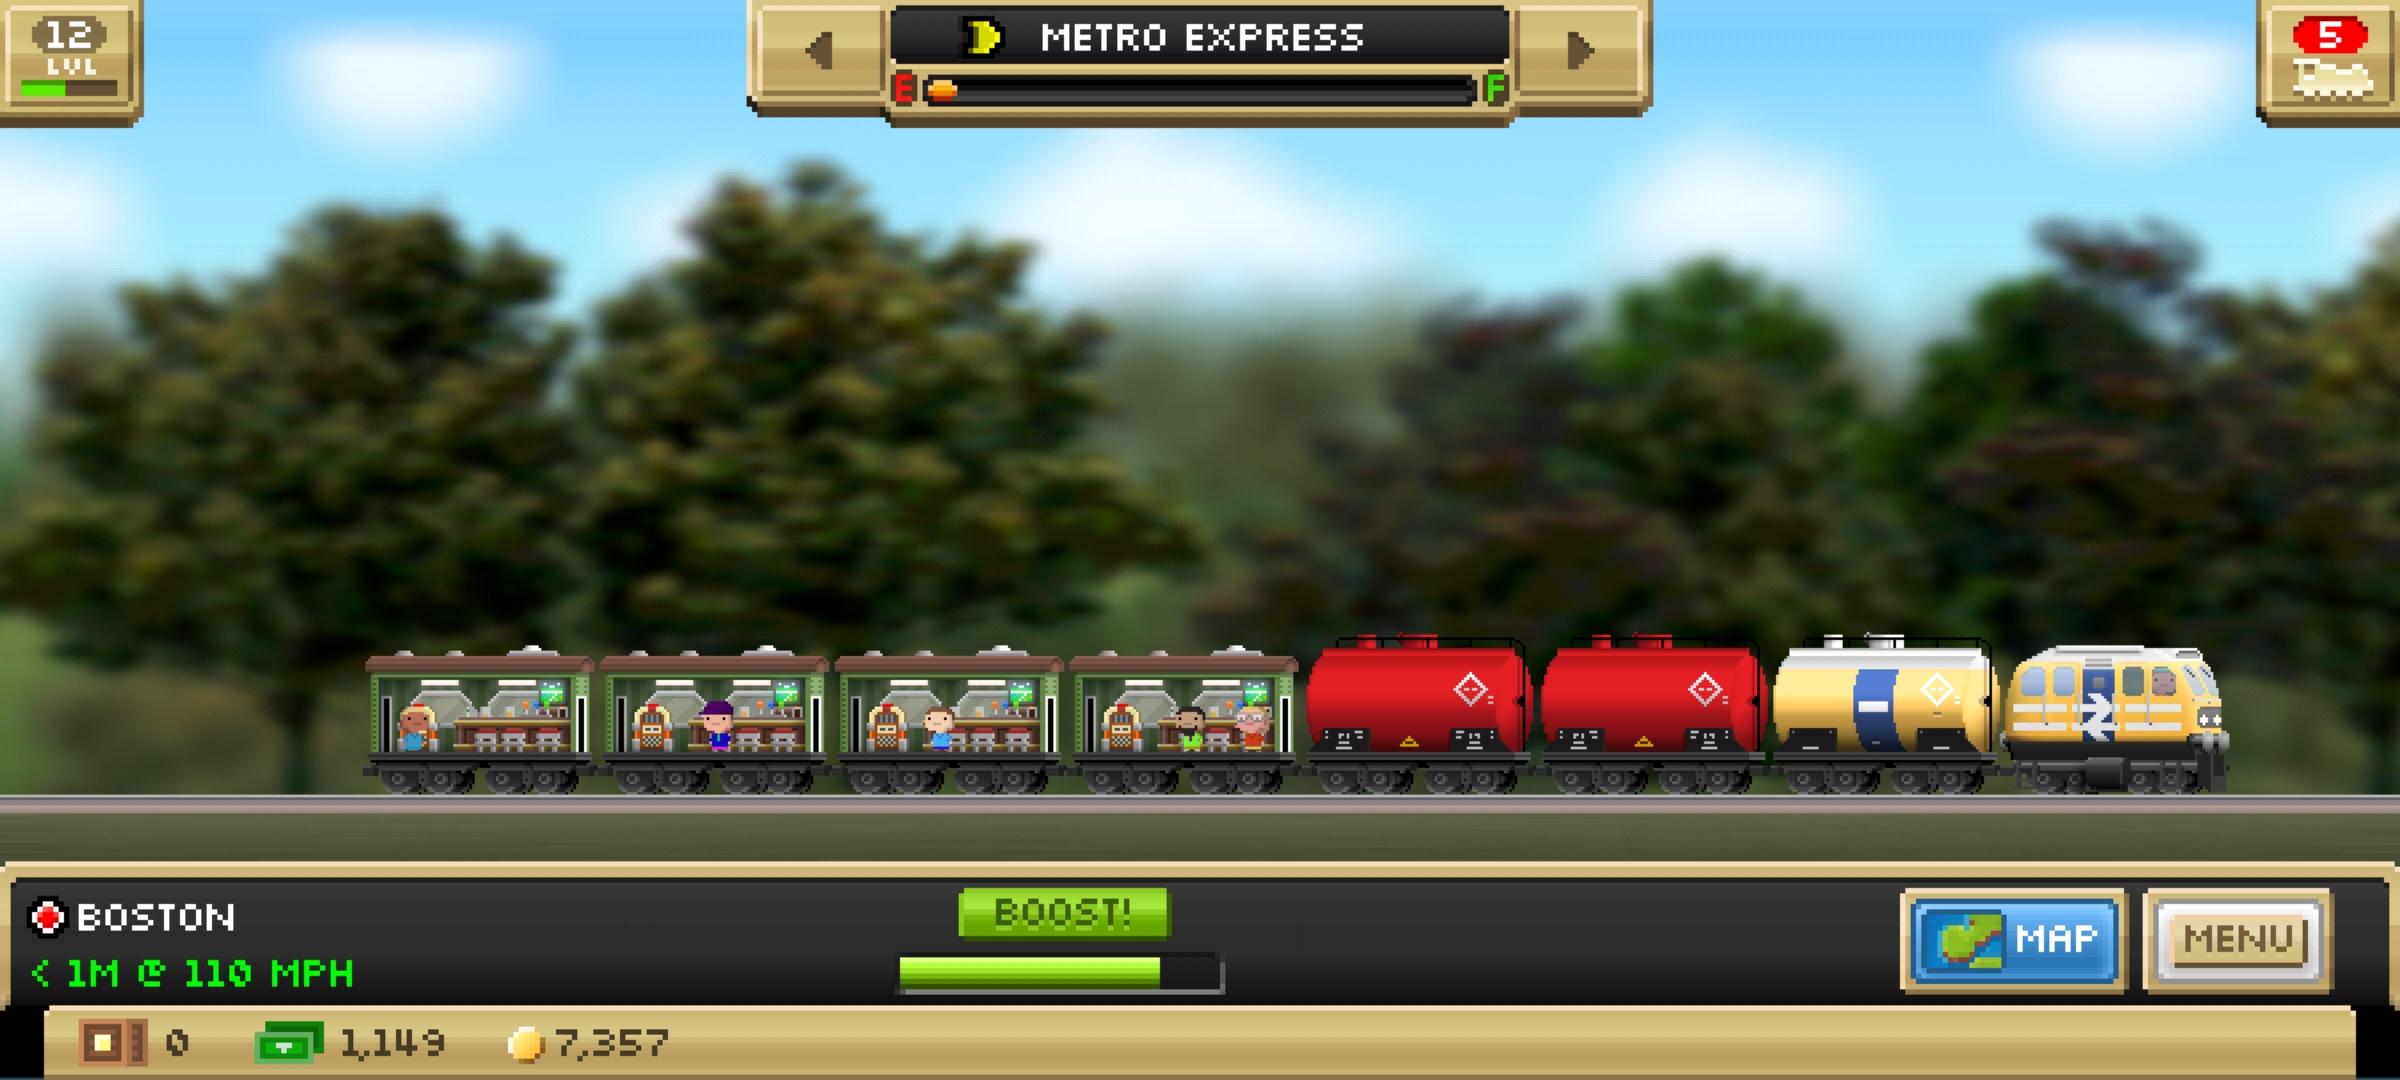 12
LVL
METRO EXPRESS
E
F
5
BOSTON
< 1M @ 110 MPH
BOOST!
MAP
MENU
0
1,149
7,357